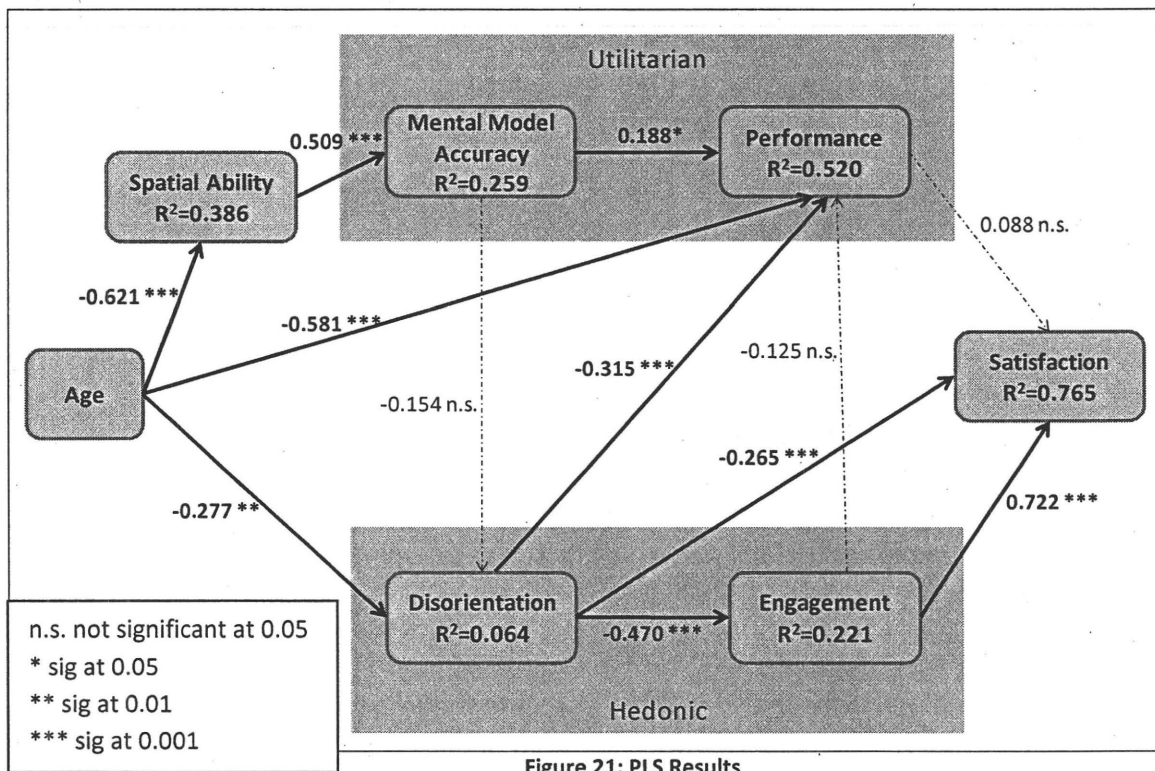 Utilitarian
Mental Model
Accuracy
R²=0.259
0.509 ***
0.188*
Performance
R²=0.520
Spatial Ability
R²=0.386
0.088 n.s.
-0.621 ***
-0.581 ***
-0.315 ***
-0.125 n.s.
Satisfaction
R²=0.765
Age
-0.154 n.s.
-0.265 ***
-0.277 **
0.722 ***
Disorientation
R²=0.064
-0.470 ***
Engagement
R²=0.221
Hedonic
n.s. not significant at 0.05
* sig at 0.05
** sig at 0.01
*** sig at 0.001
Figure 21: PLS Results